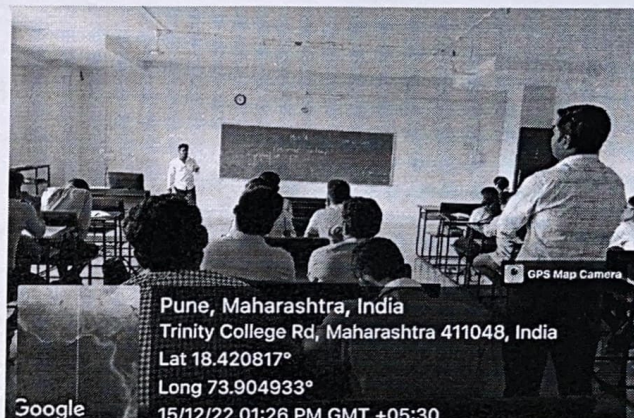 GPS Map Camera
Pune, Maharashtra, India
Trinity College Rd, Maharashtra 411048, India
Lat 18.420817°
Long 73.904933°
Google
15/12/22 01:26 PM GMT +05:30